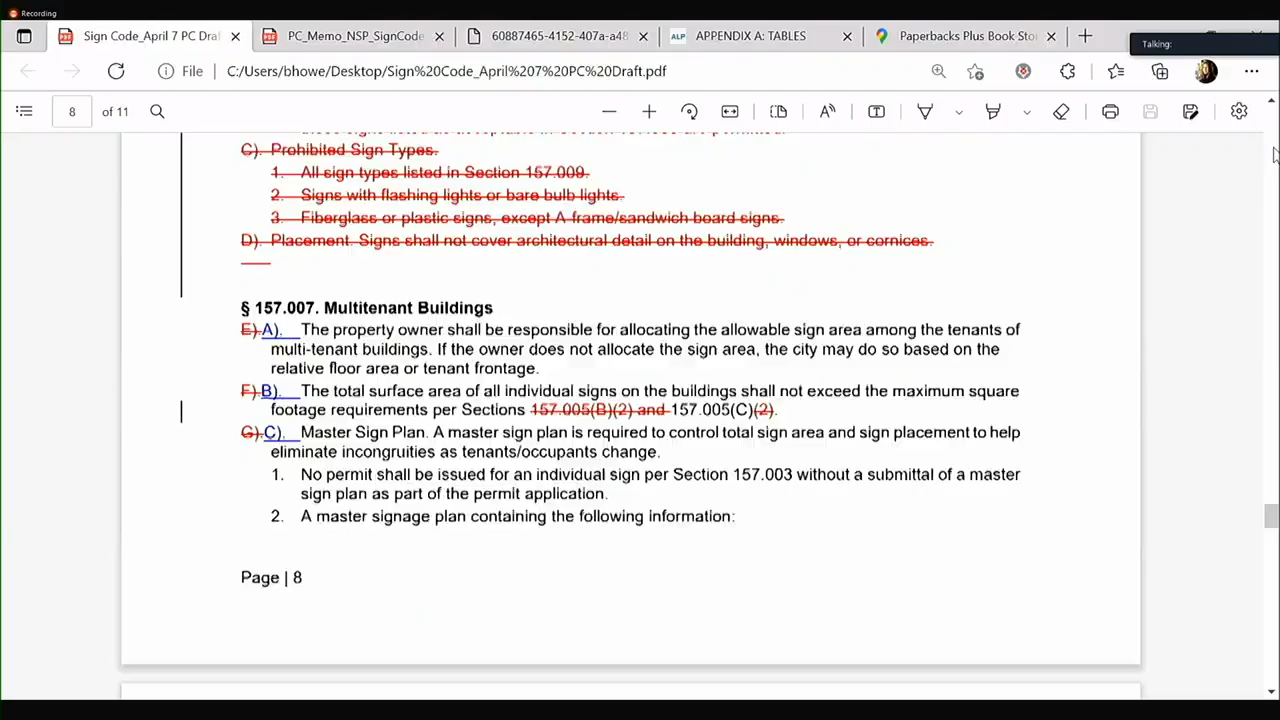 Recording
Sign Code_April 7 PC Dra
PC_Memo_NSP_SignCode
60887465-4152-407a-a48
ALP APPENDIX A: TABLES
Paperbacks Plus Book Sto
Talking:
File C:/Users/bhowe/Desktop/Sign%20Code_April%207%20PC%20Draft.pdf
8 of 11
C). Prohibited Sign Types.
1. All sign types listed in Section 157.009.
2. Signs with flashing lights or bare bulb lights.
3. Fiberglass or plastic signs, except A-frame/sandwich board signs.
D). Placement. Signs shall not cover architectural detail on the building, windows, or cornices.
§ 157.007. Multitenant Buildings
E).A). The property owner shall be responsible for allocating the allowable sign area among the tenants of
multi-tenant buildings. If the owner does not allocate the sign area, the city may do so based on the
relative floor area or tenant frontage.
F).B). The total surface area of all individual signs on the buildings shall not exceed the maximum square
footage requirements per Sections 157.005(B)(2) and 157.005(C)(2).
G).C). Master Sign Plan. A master sign plan is required to control total sign area and sign placement to help
eliminate incongruities as tenants/occupants change.
1. No permit shall be issued for an individual sign per Section 157.003 without a submittal of a master
sign plan as part of the permit application.
2. A master signage plan containing the following information:
Page | 8